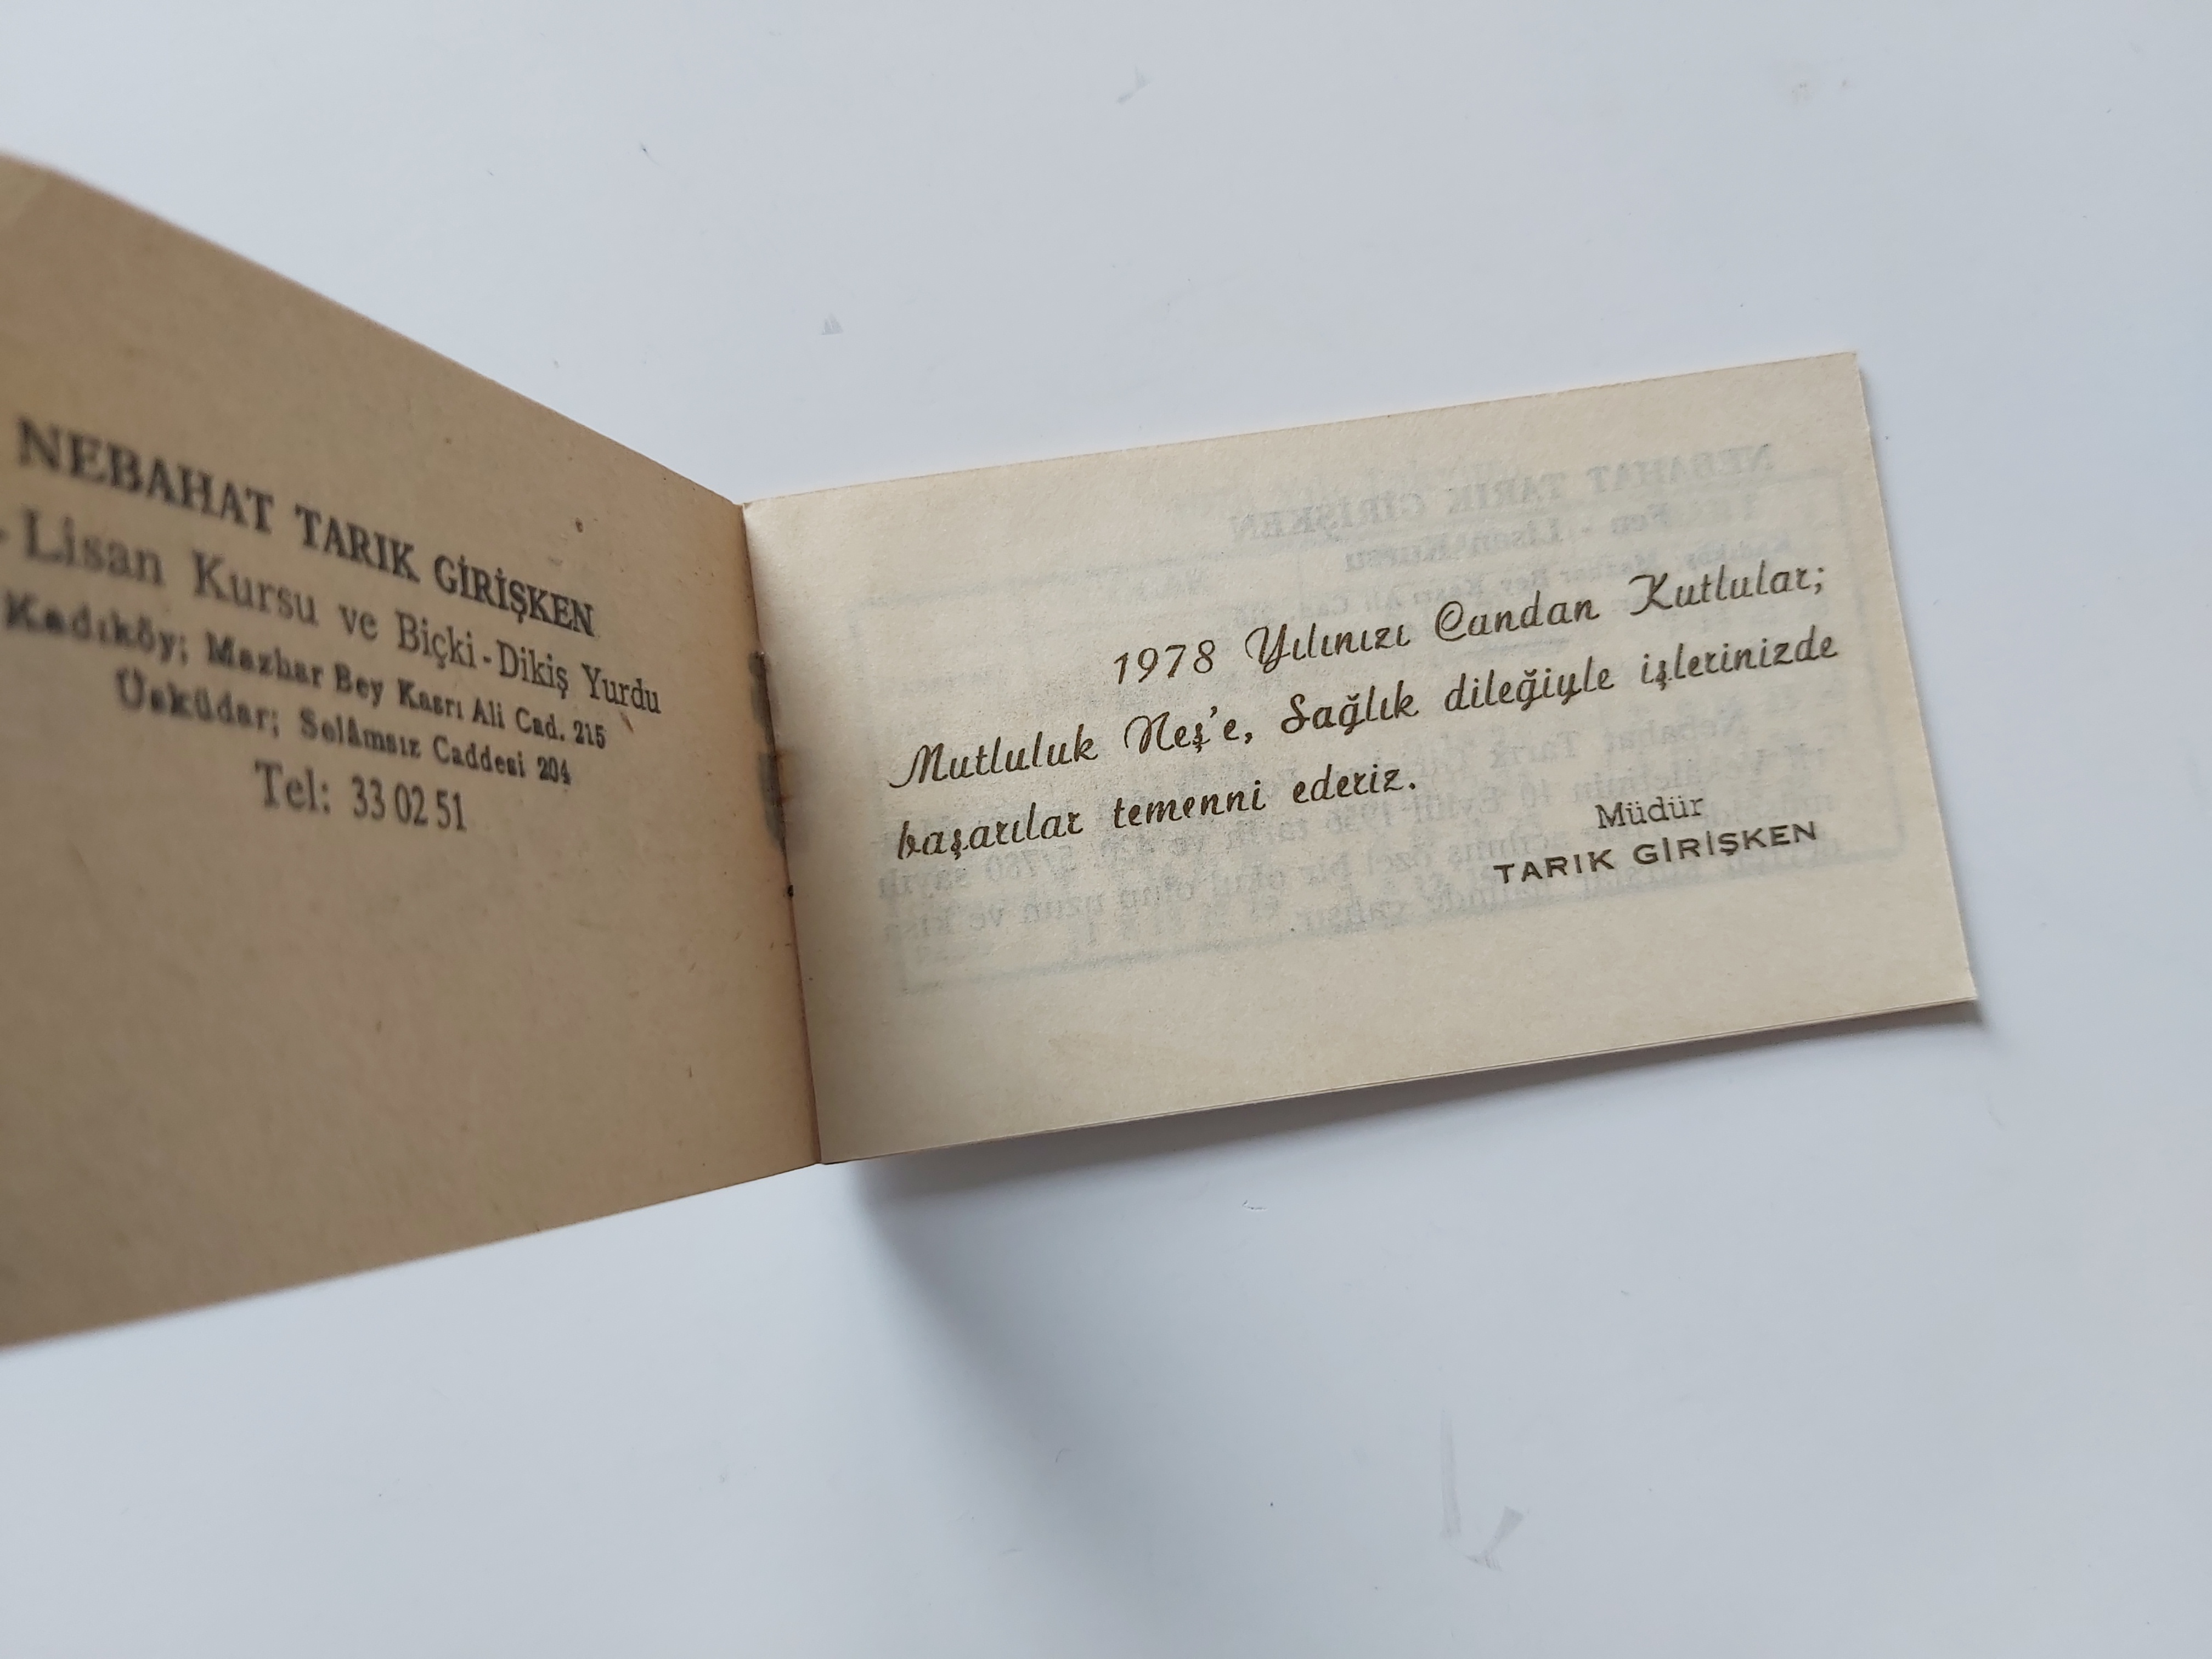 NEBAHAT TARIK GİRİŞKEN
- Lisan Kursu ve Biçki-Dikiş Yurdu
Kadıköy; Mazhar Bey Kasrı Ali Cad. 215
Üsküdar; Selâmsız Caddesi 204
Tel: 33 02 51
1978 Yılınızı Candan Kutlular;
Mutluluk Neş'e, Sağlık dileğiyle işlerinizde
başarılar temenni ederiz.
Müdür
TARIK GİRİŞKEN